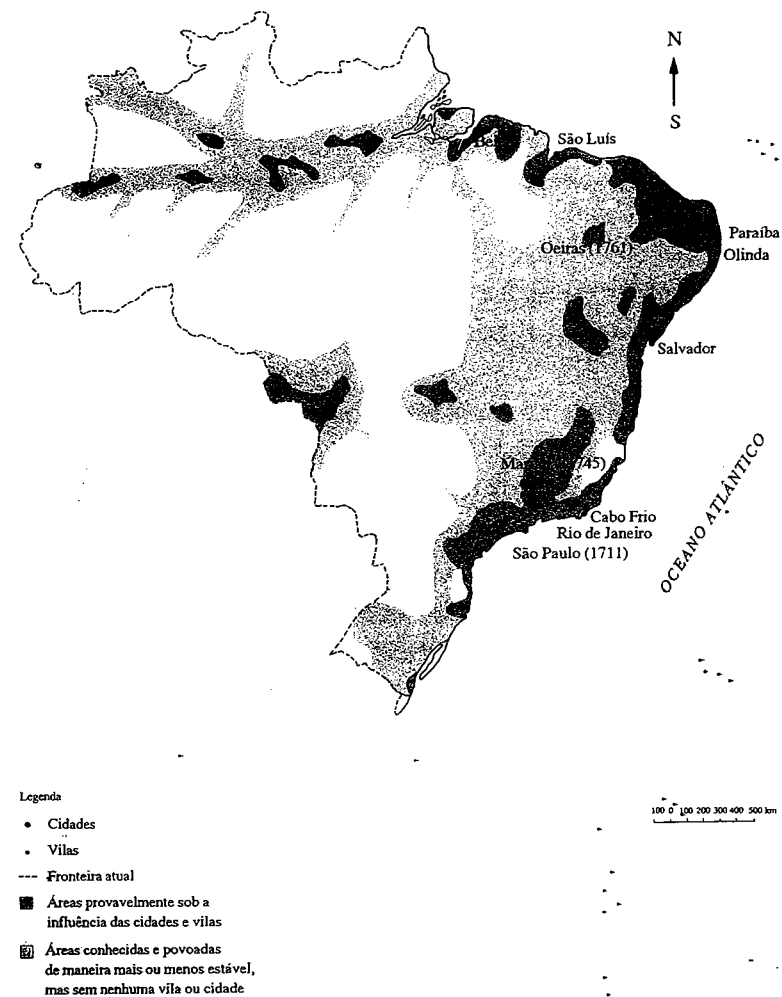 N
S
São Luís
Paraíba
Oeiras (1761)
Olinda
Salvador
OCEANO ATLÂNTICO
Cabo Frio
Rio de Janeiro
São Paulo (1711)
Legenda
Cidades
Vilas
Fronteira atual
Áreas provavelmente sob a
influência das cidades e vilas
Áreas conhecidas e povoadas
de maneira mais ou menos estável,
mas sem nenhuma vila ou cidade
100 0 100 200 300 400 500 km